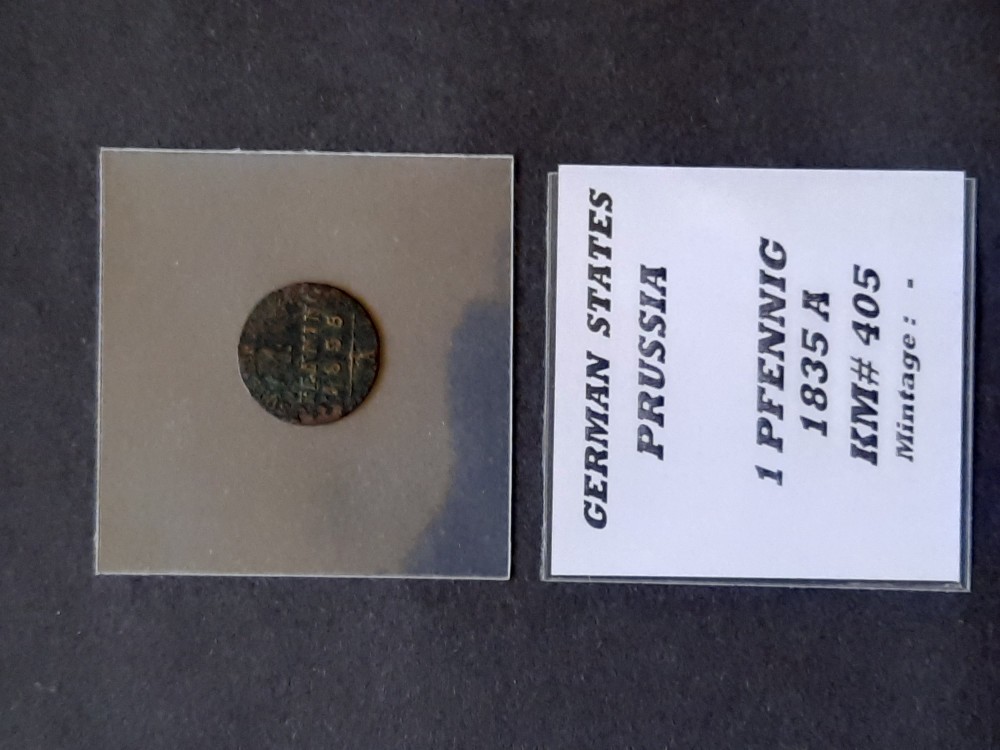 GERMAN STATES
PRUSSIA
1 PFENNIG
1835 A
KM# 405
Mintage: -
A